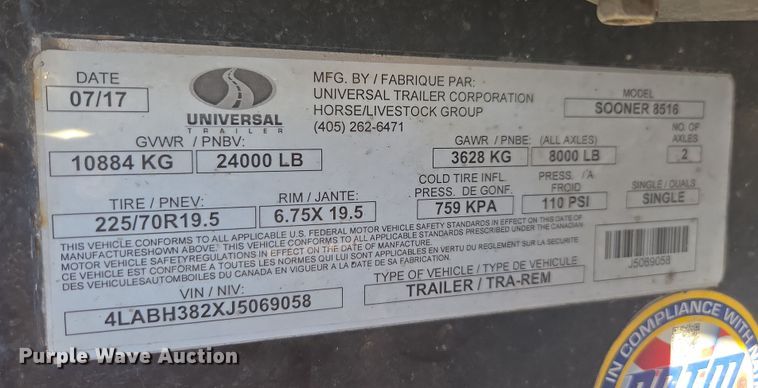 DATE
07/17
UNIVERSAL
TRAILER
MFG. BY / FABRIQUE PAR:
UNIVERSAL TRAILER CORPORATION
HORSE/LIVESTOCK GROUP
(405) 262-6471
MODEL
SOONER 8516
GVWR / PNBV:
10884 KG 24000 LB
GAWR / PNBE: (ALL AXLES)
3628 KG 8000 LB
NO. OF
AXLES
2
TIRE / PNEV:
225/70R19.5
RIM / JANTE:
6.75X 19.5
COLD TIRE INFL.
PRESS. DE GONF.
759 KPA
PRESS. /A
FROID
110 PSI
SINGLE / DUALS
SINGLE
THIS VEHICLE CONFORMS TO ALL APPLICABLE U.S. FEDERAL MOTOR VEHICLE SAFETY STANDARDS IN EFFECT ON THE DATE OF
MANUFACTURESHOWN ABOVE. THIS VEHICLE CONFORMS TO ALL APPLICABLE STANDARDS PRESCRIBED UNDER THE CANADIAN
MOTOR VEHICLE SAFETYREGULATIONS IN EFFECT ON THE DATE OF MANUFACTURE.
CE VEHICLE EST CONFORME A TOUTES LES NORMES QUI LUI SONT APPLICABLES EN VERTU DU REGLEMENT SUR LA SECURITE
DES VEHICULESAUTOMBOILES DU CANADA EN VIGUEUR A LA DATE DE SA FABRICATION.
J5069058
VIN / NIV:
4LABH382XJ5069058
TYPE OF VEHICLE / TYPE DE VEHICULE
TRAILER / TRA-REM
IN COMPLIANCE WITH
Purple Wave Auction